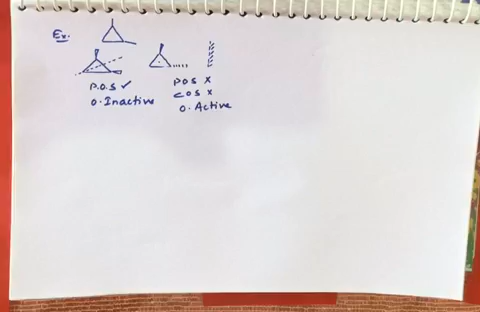 Ex.
P.O.S ✓
O. Inactive
POS ×
COS ×
O. Active